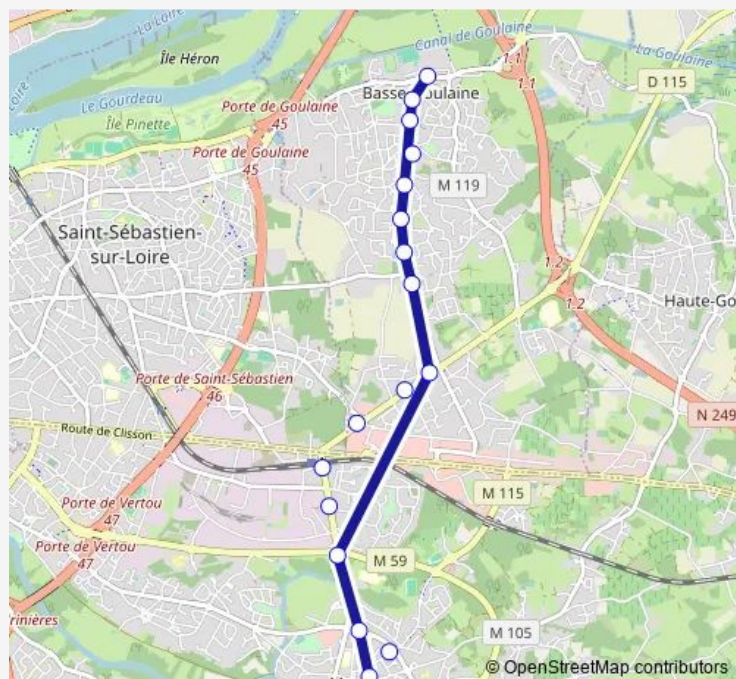 La Loire
La Loire
Île Héron
Canal de Goulaine
La Goulaine
1.1
1.1
D 115
Le Gourdeau
Porte de Goulaine
45
Île Pinette
Porte de Goulaine
45
M 119
Saint-Sébastien-
sur-Loire
1.2
1.2
Porte de Saint-Sébastien
46
Route de Clisson
N 249
M 115
Porte de Vertou
47
Porte de Vertou
47
M 59
M 105
© OpenStreetMap contributors